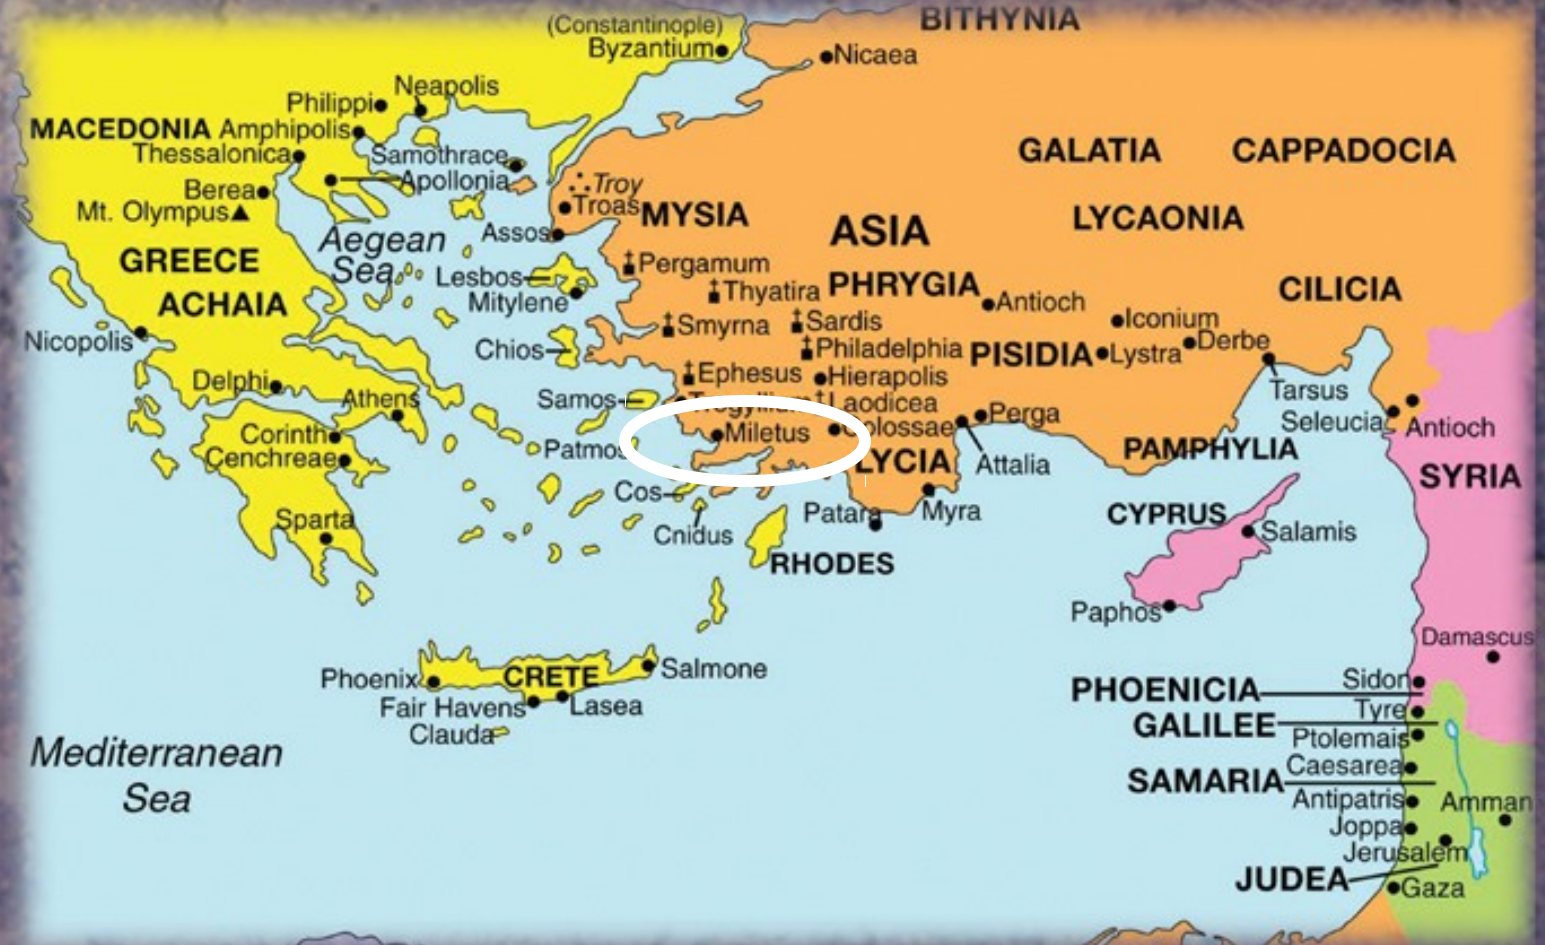 BITHYNIA
(Constantinople)
Byzantium
Nicaea
Neapolis
Philippi
MACEDONIA
Amphipolis
Thessalonica
Samothrace
GALATIA
CAPPADOCIA
Apollonia
Berea
Troy
Troas
Mt. Olympus
MYSIA
ASIA
LYCAONIA
Assos
Aegean
Sea
GREECE
Pergamum
Lesbos
Thyatira
PHRYGIA
CILICIA
ACHAIA
Mitylene
Antioch
Nicopolis
Smyrna
Sardis
Iconium
Chios
Philadelphia
PISIDIA
Lystra
Derbe
Delphi
Ephesus
Hierapolis
Tarsus
Athens
Samos
Trogyllium
Laodicea
Perga
Seleucia
Antioch
Corinth
Miletus
Colossae
Cenchreae
Patmos
LYCIA
Attalia
PAMPHYLIA
SYRIA
Cos
Sparta
Cnidus
Patara
Myra
CYPRUS
Salamis
RHODES
Paphos
Damascus
Phoenix
CRETE
Salmone
Fair Havens
Lasea
Clauda
Sidon
PHOENICIA
Tyre
GALILEE
Ptolemais
Mediterranean
Sea
Caesarea
SAMARIA
Antipatris
Amman
Joppa
Jerusalem
JUDEA
Gaza